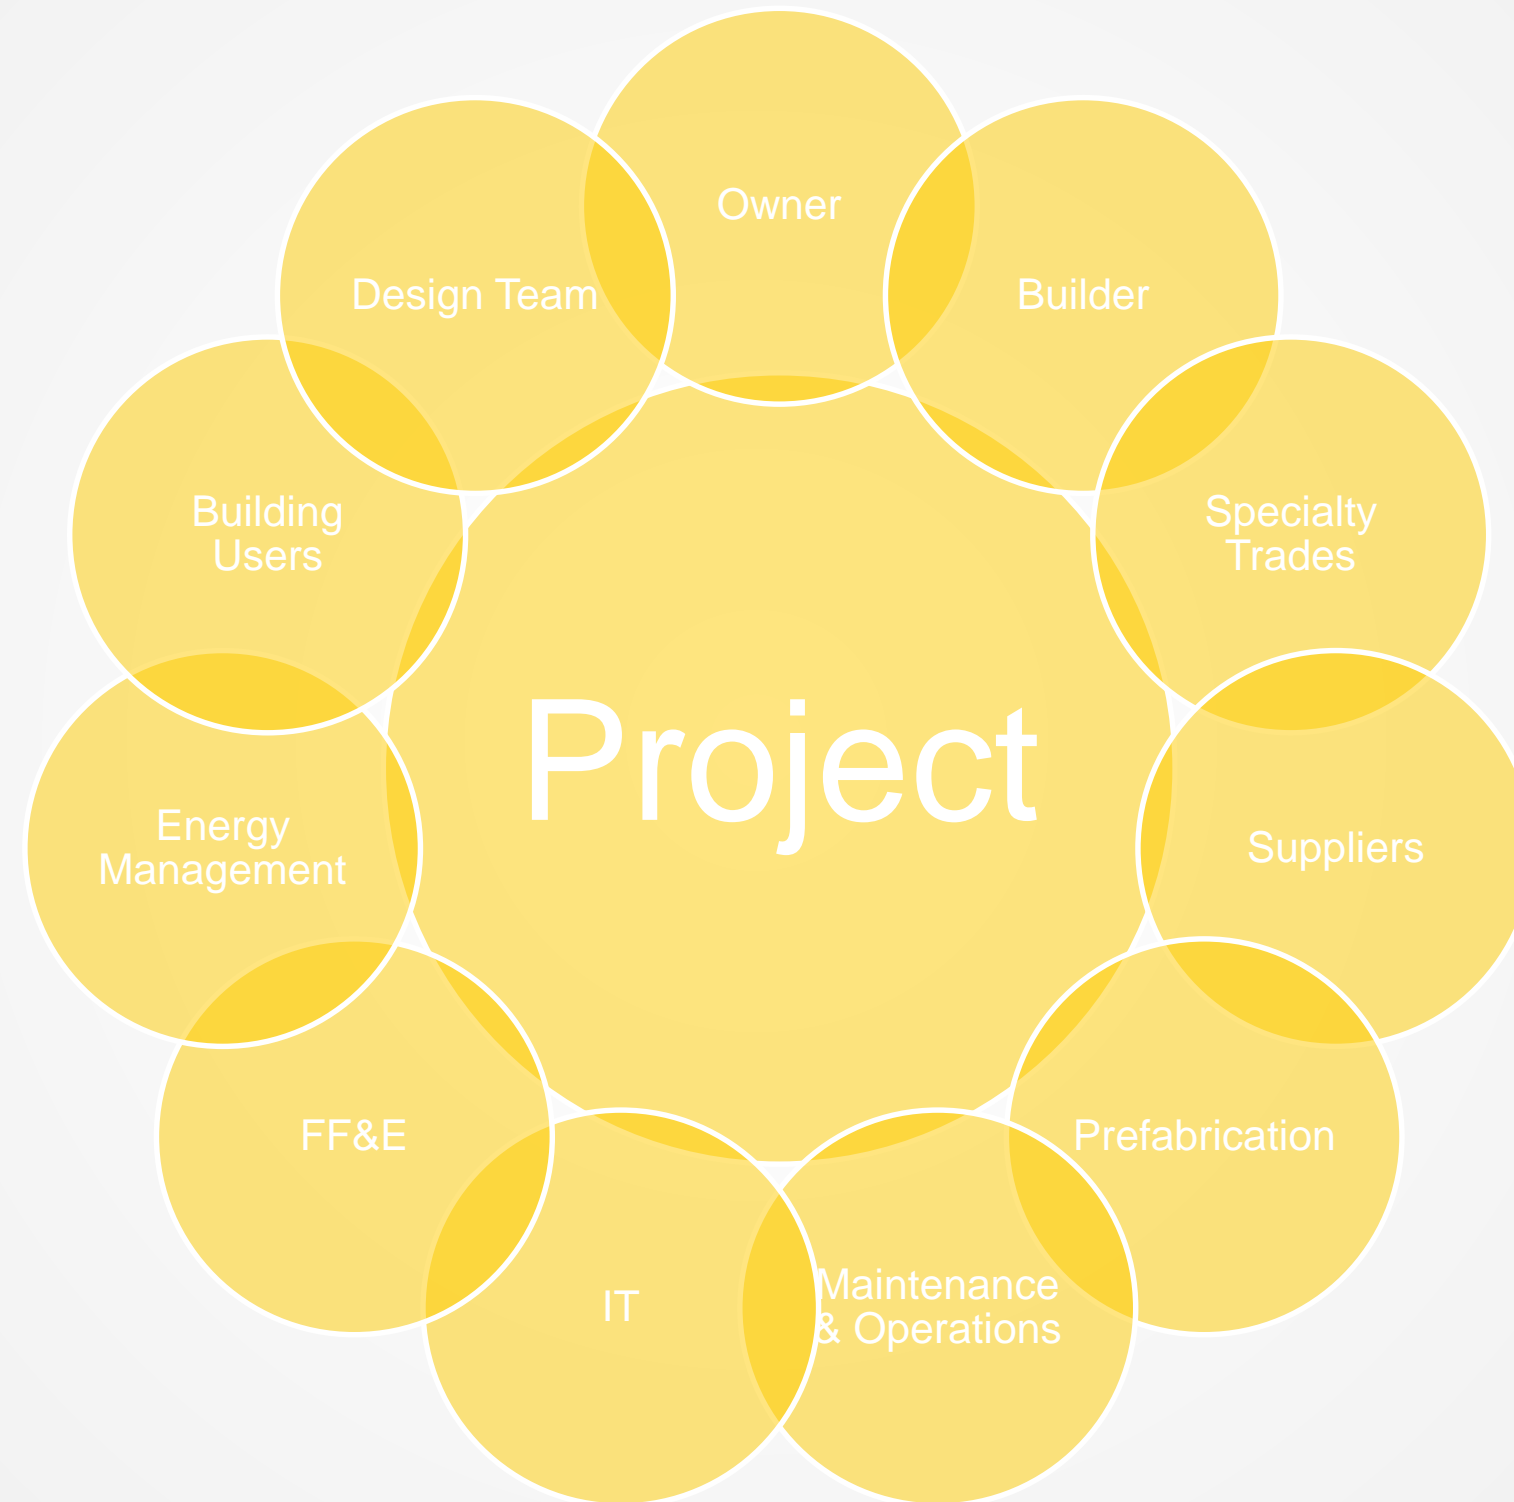 Owner
Builder
Specialty
Trades
Suppliers
Prefabrication
Maintenance
& Operations
IT
FF&E
Energy
Management
Building
Users
Design Team
Project